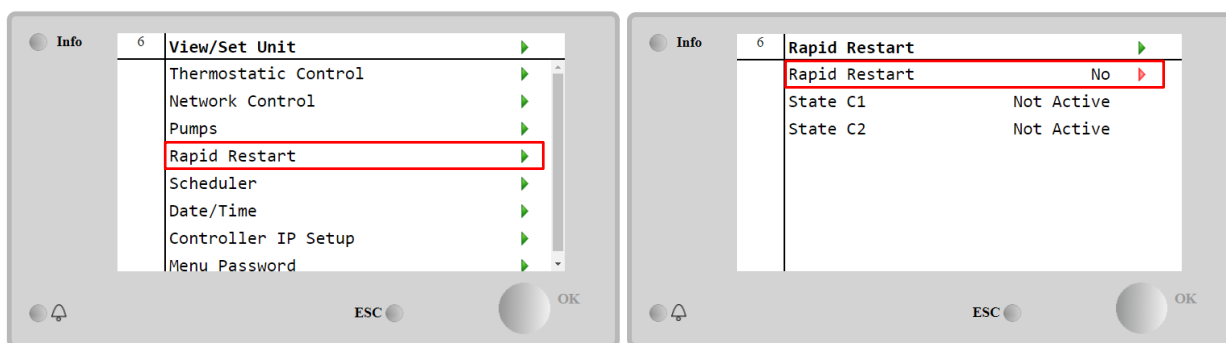 Info
6 View/Set Unit
Thermostatic Control
Network Control
Pumps
Rapid Restart
Scheduler
Date/Time
Controller IP Setup
Menu Password
ESC
OK
Info
6 Rapid Restart
Rapid Restart No
State C1 Not Active
State C2 Not Active
ESC
OK